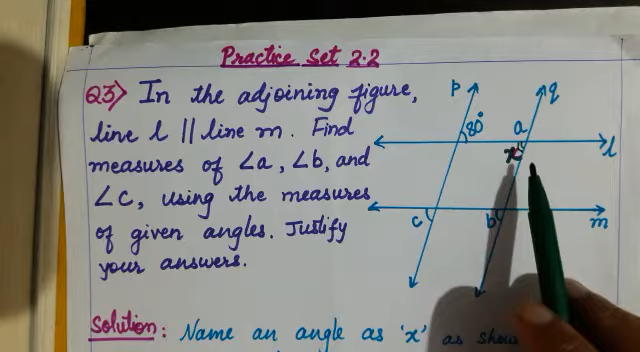 Practice Set 2.2
Q3> In the adjoining figure,
line l || line m. Find
measures of ∠a, ∠b, and
∠c, using the measures
of given angles. Justify
your answers.
p
q
80°
a
x
l
c
b
m
Solution: Name an angle as 'x' as